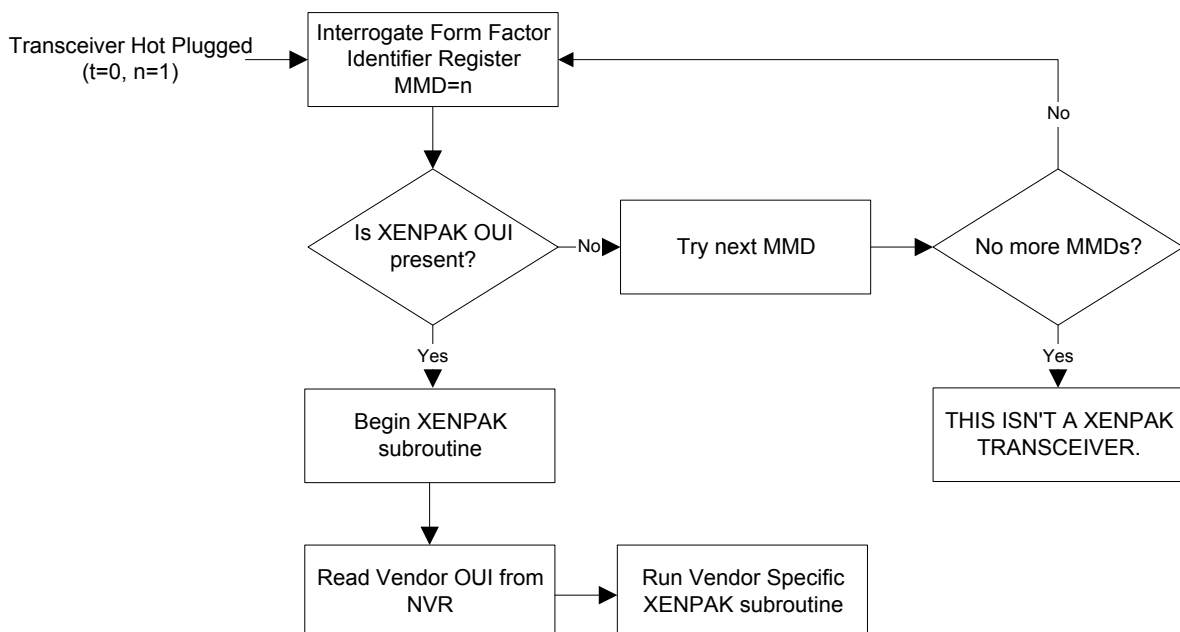 Transceiver Hot Plugged
(t=0, n=1)
Interrogate Form Factor
Identifier Register
MMD=n
No
Is XENPAK OUI
present?
No
Try next MMD
No more MMDs?
Yes
Yes
Begin XENPAK
subroutine
THIS ISN'T A XENPAK
TRANSCEIVER.
Read Vendor OUI from
NVR
Run Vendor Specific
XENPAK subroutine